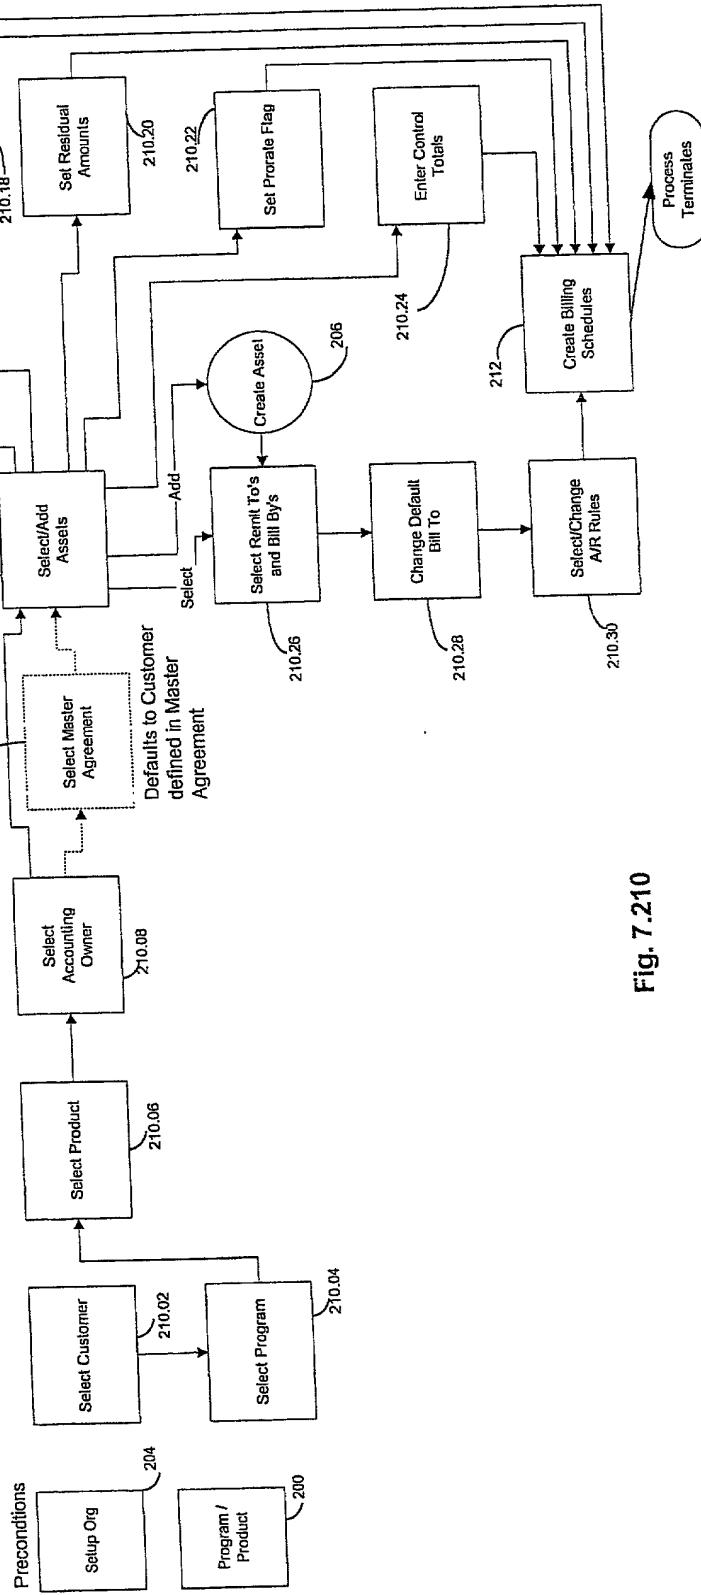 Precondtions
Setup Org
204
Program /
Product
200
Select Customer
210.02
Select Program
210.04
Select Product
210.06
Select
Accounting
Owner
210.08
Select Master
Agreement
Defaults to Customer
defined in Master
Agreement
Select/Add
Assets
Select
Add
Create Asset
206
Select Remit To's
and Bill By's
210.26
Change Default
Bill To
210.28
Select/Change
A/R Rules
210.30
210.18
Set Residual
Amounts
210.20
Set Prorate Flag
210.22
Enter Control
Totals
210.24
Create Billing
Schedules
212
Process
Terminates
Fig. 7.210